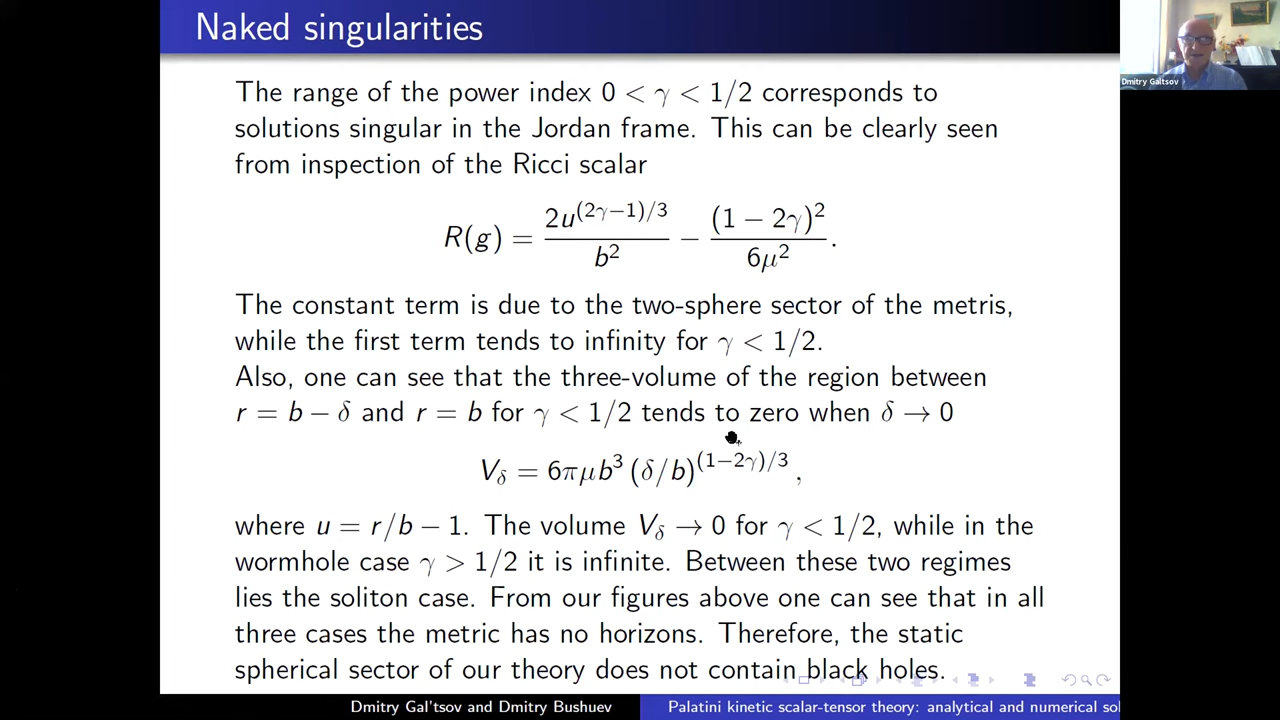 Naked singularities
The range of the power index 0 < γ < 1/2 corresponds to
solutions singular in the Jordan frame. This can be clearly seen
from inspection of the Ricci scalar
R(g) = 2u^{(2γ−1)/3} / b² − (1 − 2γ)² / 6μ² .
The constant term is due to the two-sphere sector of the metris,
while the first term tends to infinity for γ < 1/2.
Also, one can see that the three-volume of the region between
r = b − δ and r = b for γ < 1/2 tends to zero when δ → 0
V_δ = 6πμb³ (δ/b)^{(1−2γ)/3} ,
where u = r/b − 1. The volume V_δ → 0 for γ < 1/2, while in the
wormhole case γ > 1/2 it is infinite. Between these two regimes
lies the soliton case. From our figures above one can see that in all
three cases the metric has no horizons. Therefore, the static
spherical sector of our theory does not contain black holes.
Dmitry Gal'tsov and Dmitry Bushuev
Palatini kinetic scalar-tensor theory: analytical and numerical sol
Dmitry Galtsov